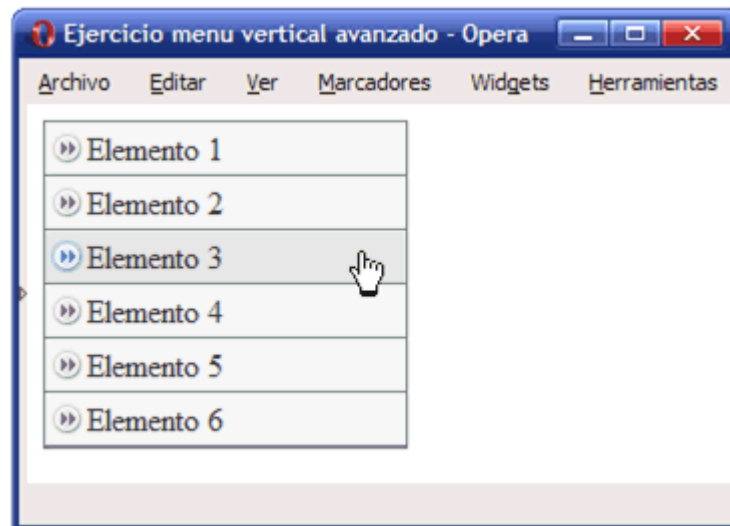 Ejercicio menu vertical avanzado - Opera
Archivo Editar Ver Marcadores Widgets Herramientas
Elemento 1
Elemento 2
Elemento 3
Elemento 4
Elemento 5
Elemento 6